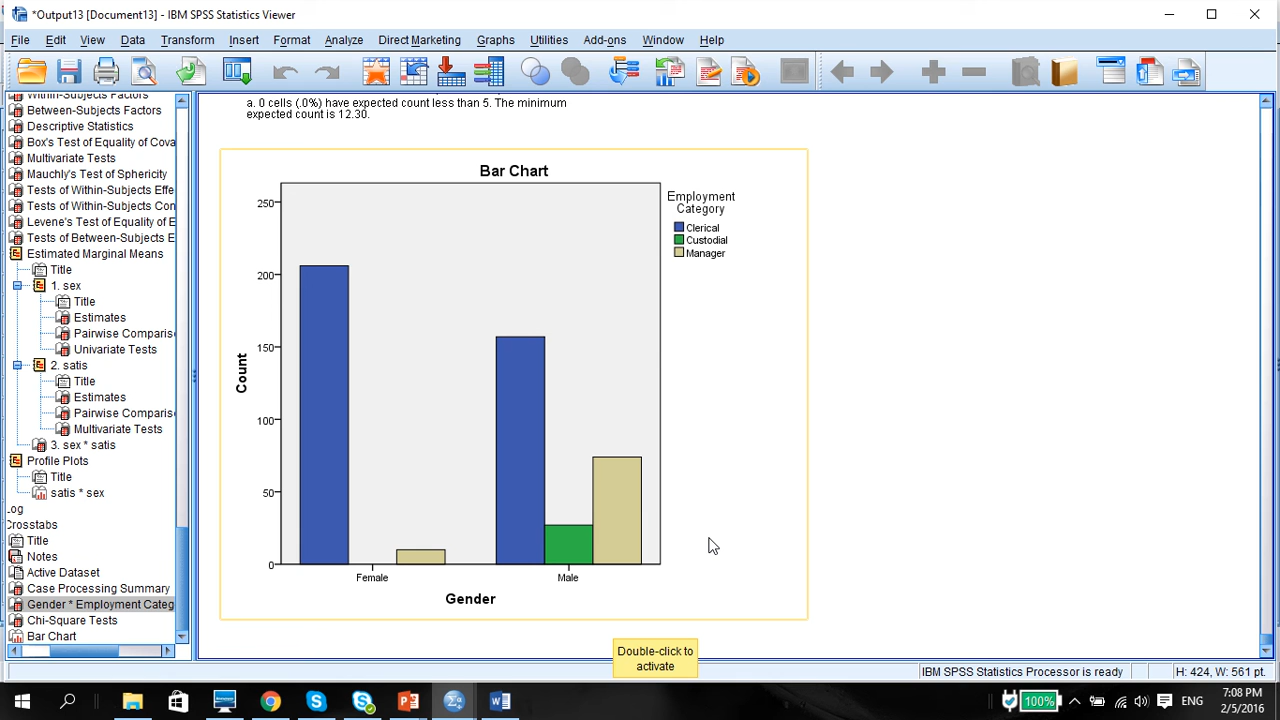 *Output13 [Document13] - IBM SPSS Statistics Viewer
File Edit View Data Transform Insert Format Analyze Direct Marketing Graphs Utilities Add-ons Window Help
Within-Subjects Factors
Between-Subjects Factors
Descriptive Statistics
Box's Test of Equality of Cova
Multivariate Tests
Mauchly's Test of Sphericity
Tests of Within-Subjects Effe
Tests of Within-Subjects Con
Levene's Test of Equality of E
Tests of Between-Subjects E
Estimated Marginal Means
Title
1. sex
Title
Estimates
Pairwise Comparis
Univariate Tests
2. satis
Title
Estimates
Pairwise Comparis
Multivariate Tests
3. sex * satis
Profile Plots
Title
satis * sex
.og
Crosstabs
Title
Notes
Active Dataset
Case Processing Summary
Gender * Employment Categ
Chi-Square Tests
Bar Chart
a. 0 cells (.0%) have expected count less than 5. The minimum
expected count is 12.30.
Bar Chart
250
200
150
100
50
0
Count
Female
Male
Gender
Employment
Category
Clerical
Custodial
Manager
Double-click to
activate
IBM SPSS Statistics Processor is ready
H: 424, W: 561 pt.
100%
ENG
7:08 PM
2/5/2016